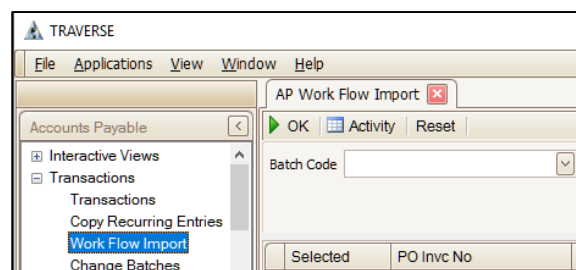 TRAVERSE
File Applications View Window Help
AP Work Flow Import
Accounts Payable
OK Activity Reset
Interactive Views
Batch Code
Transactions
Transactions
Copy Recurring Entries
Work Flow Import
Selected PO Invc No
Change Batches